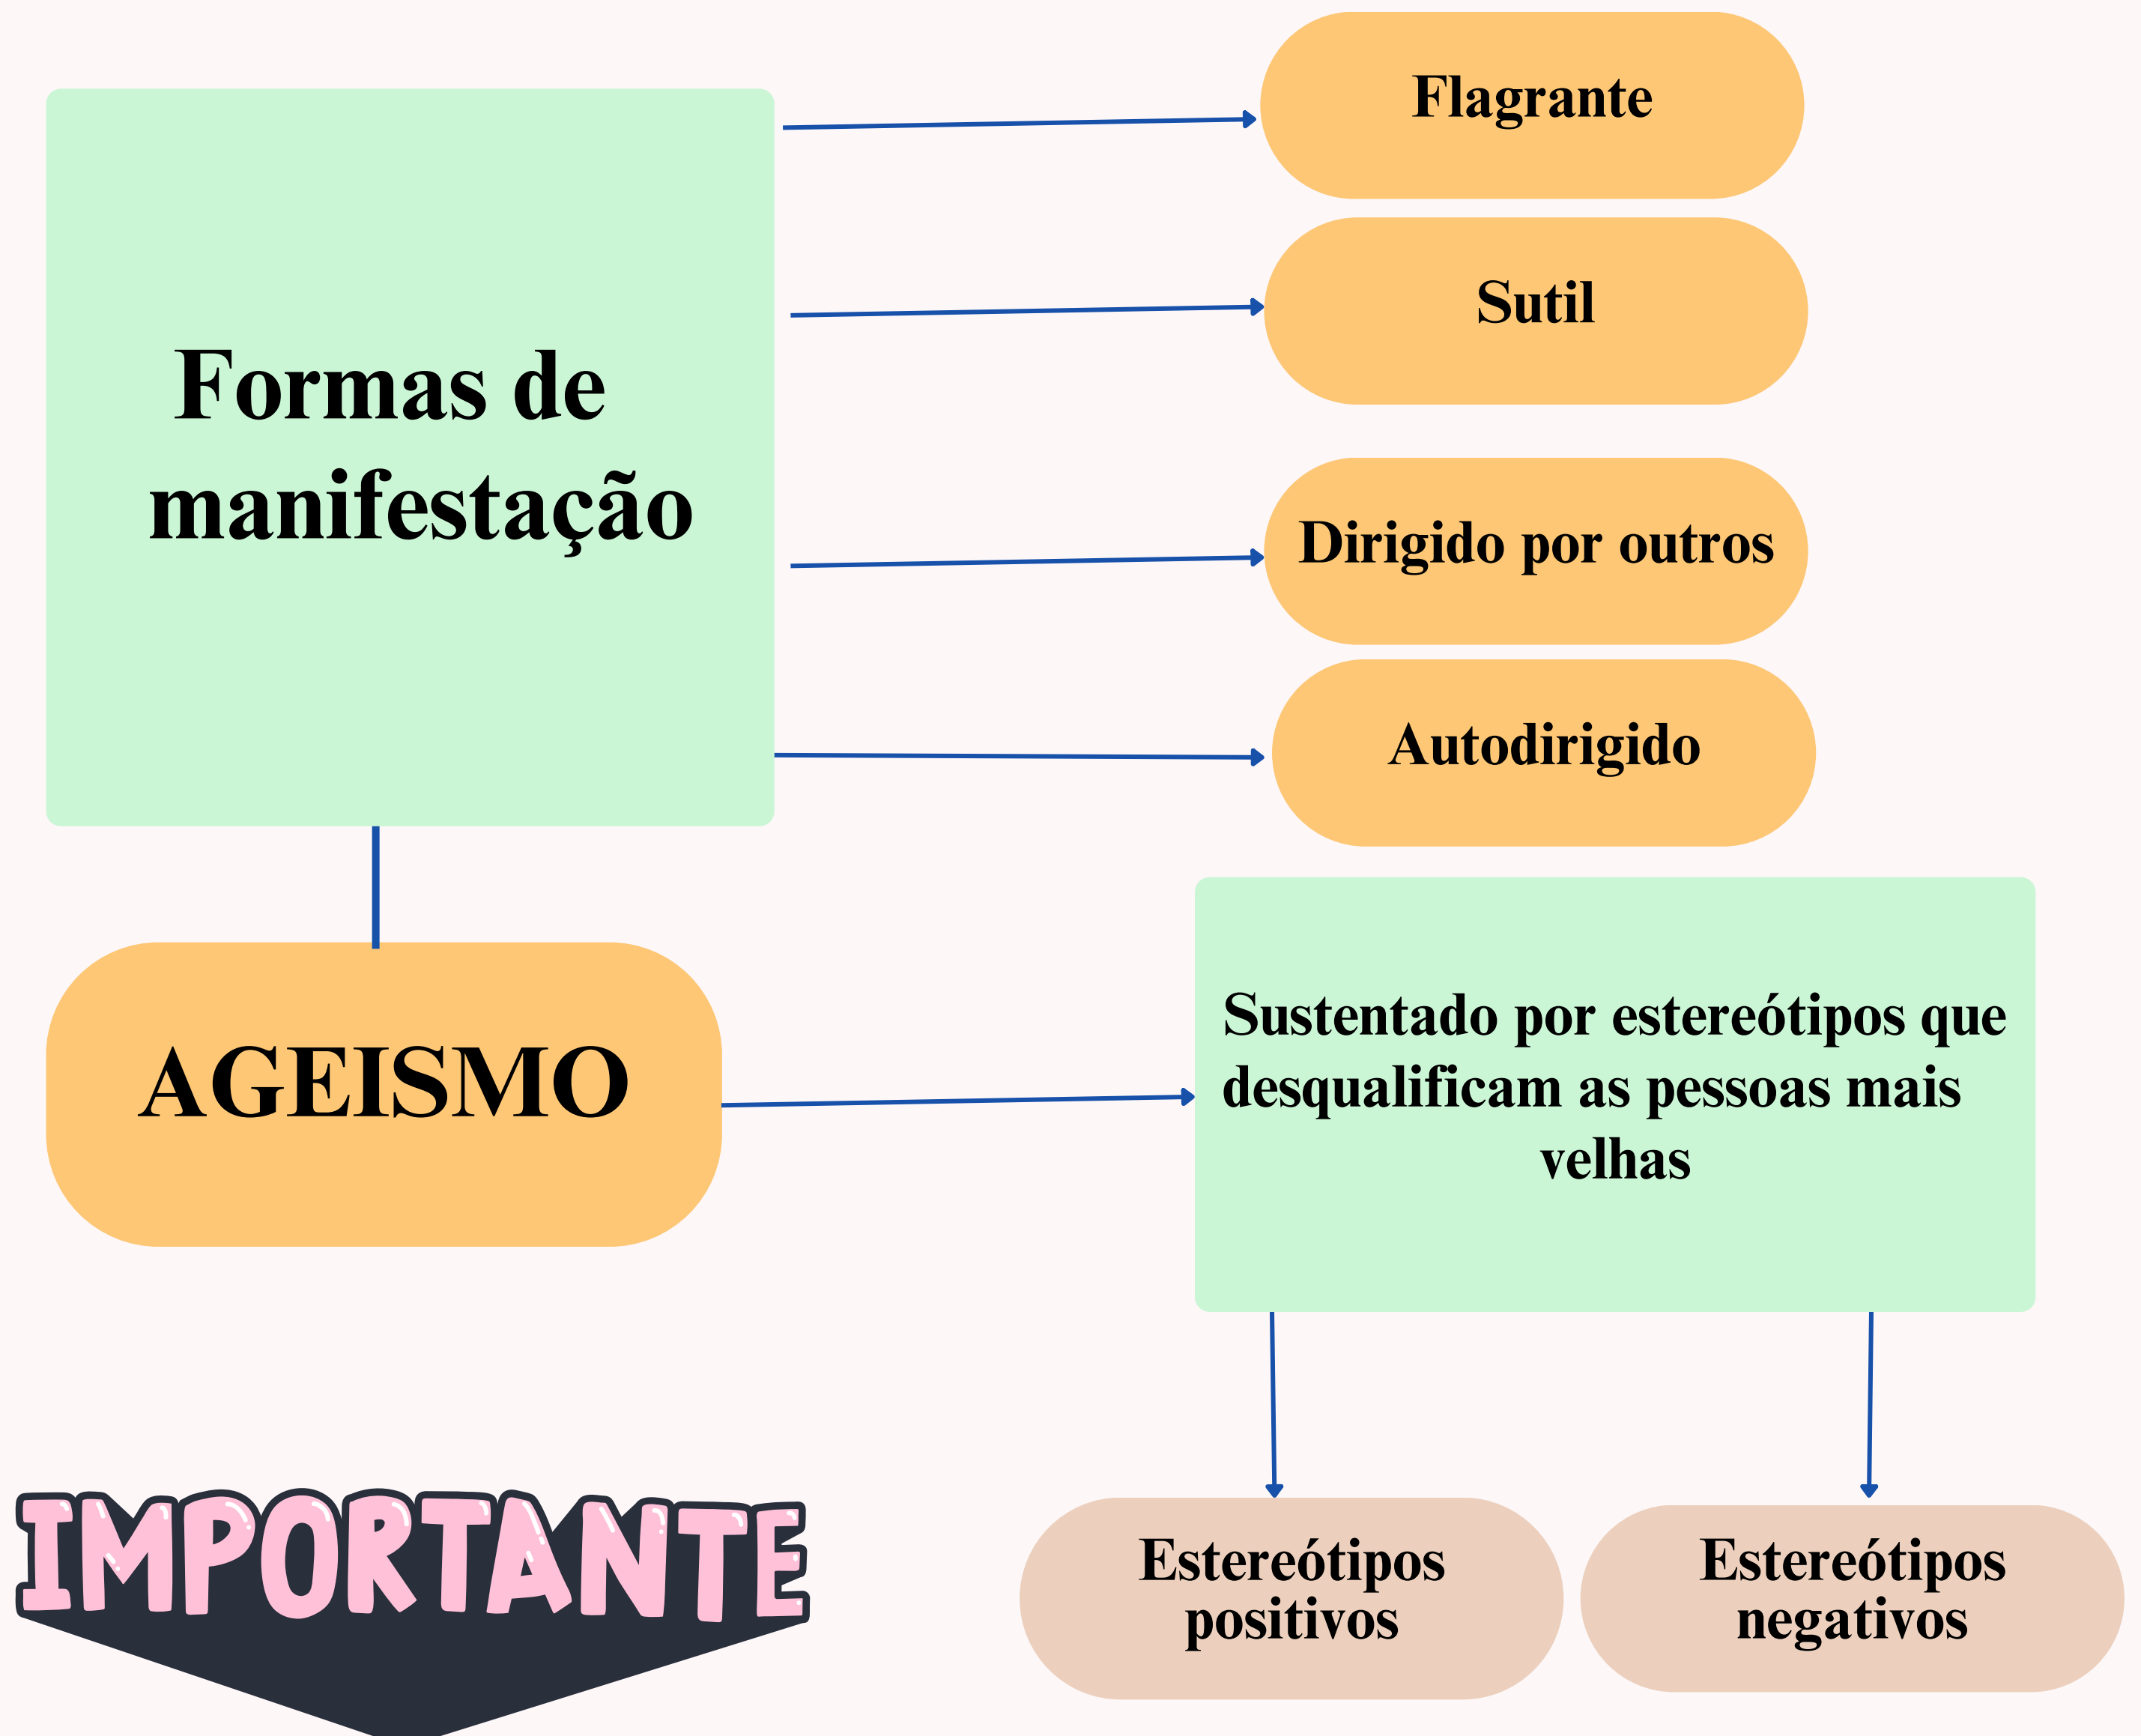 Formas de
manifestação
Flagrante
Sutil
Dirigido por outros
Autodirigido
AGEISMO
Sustentado por estereótipos que
desqualificam as pessoas mais
velhas
Estereótipos
positivos
Estereótipos
negativos
IMPORTANTE